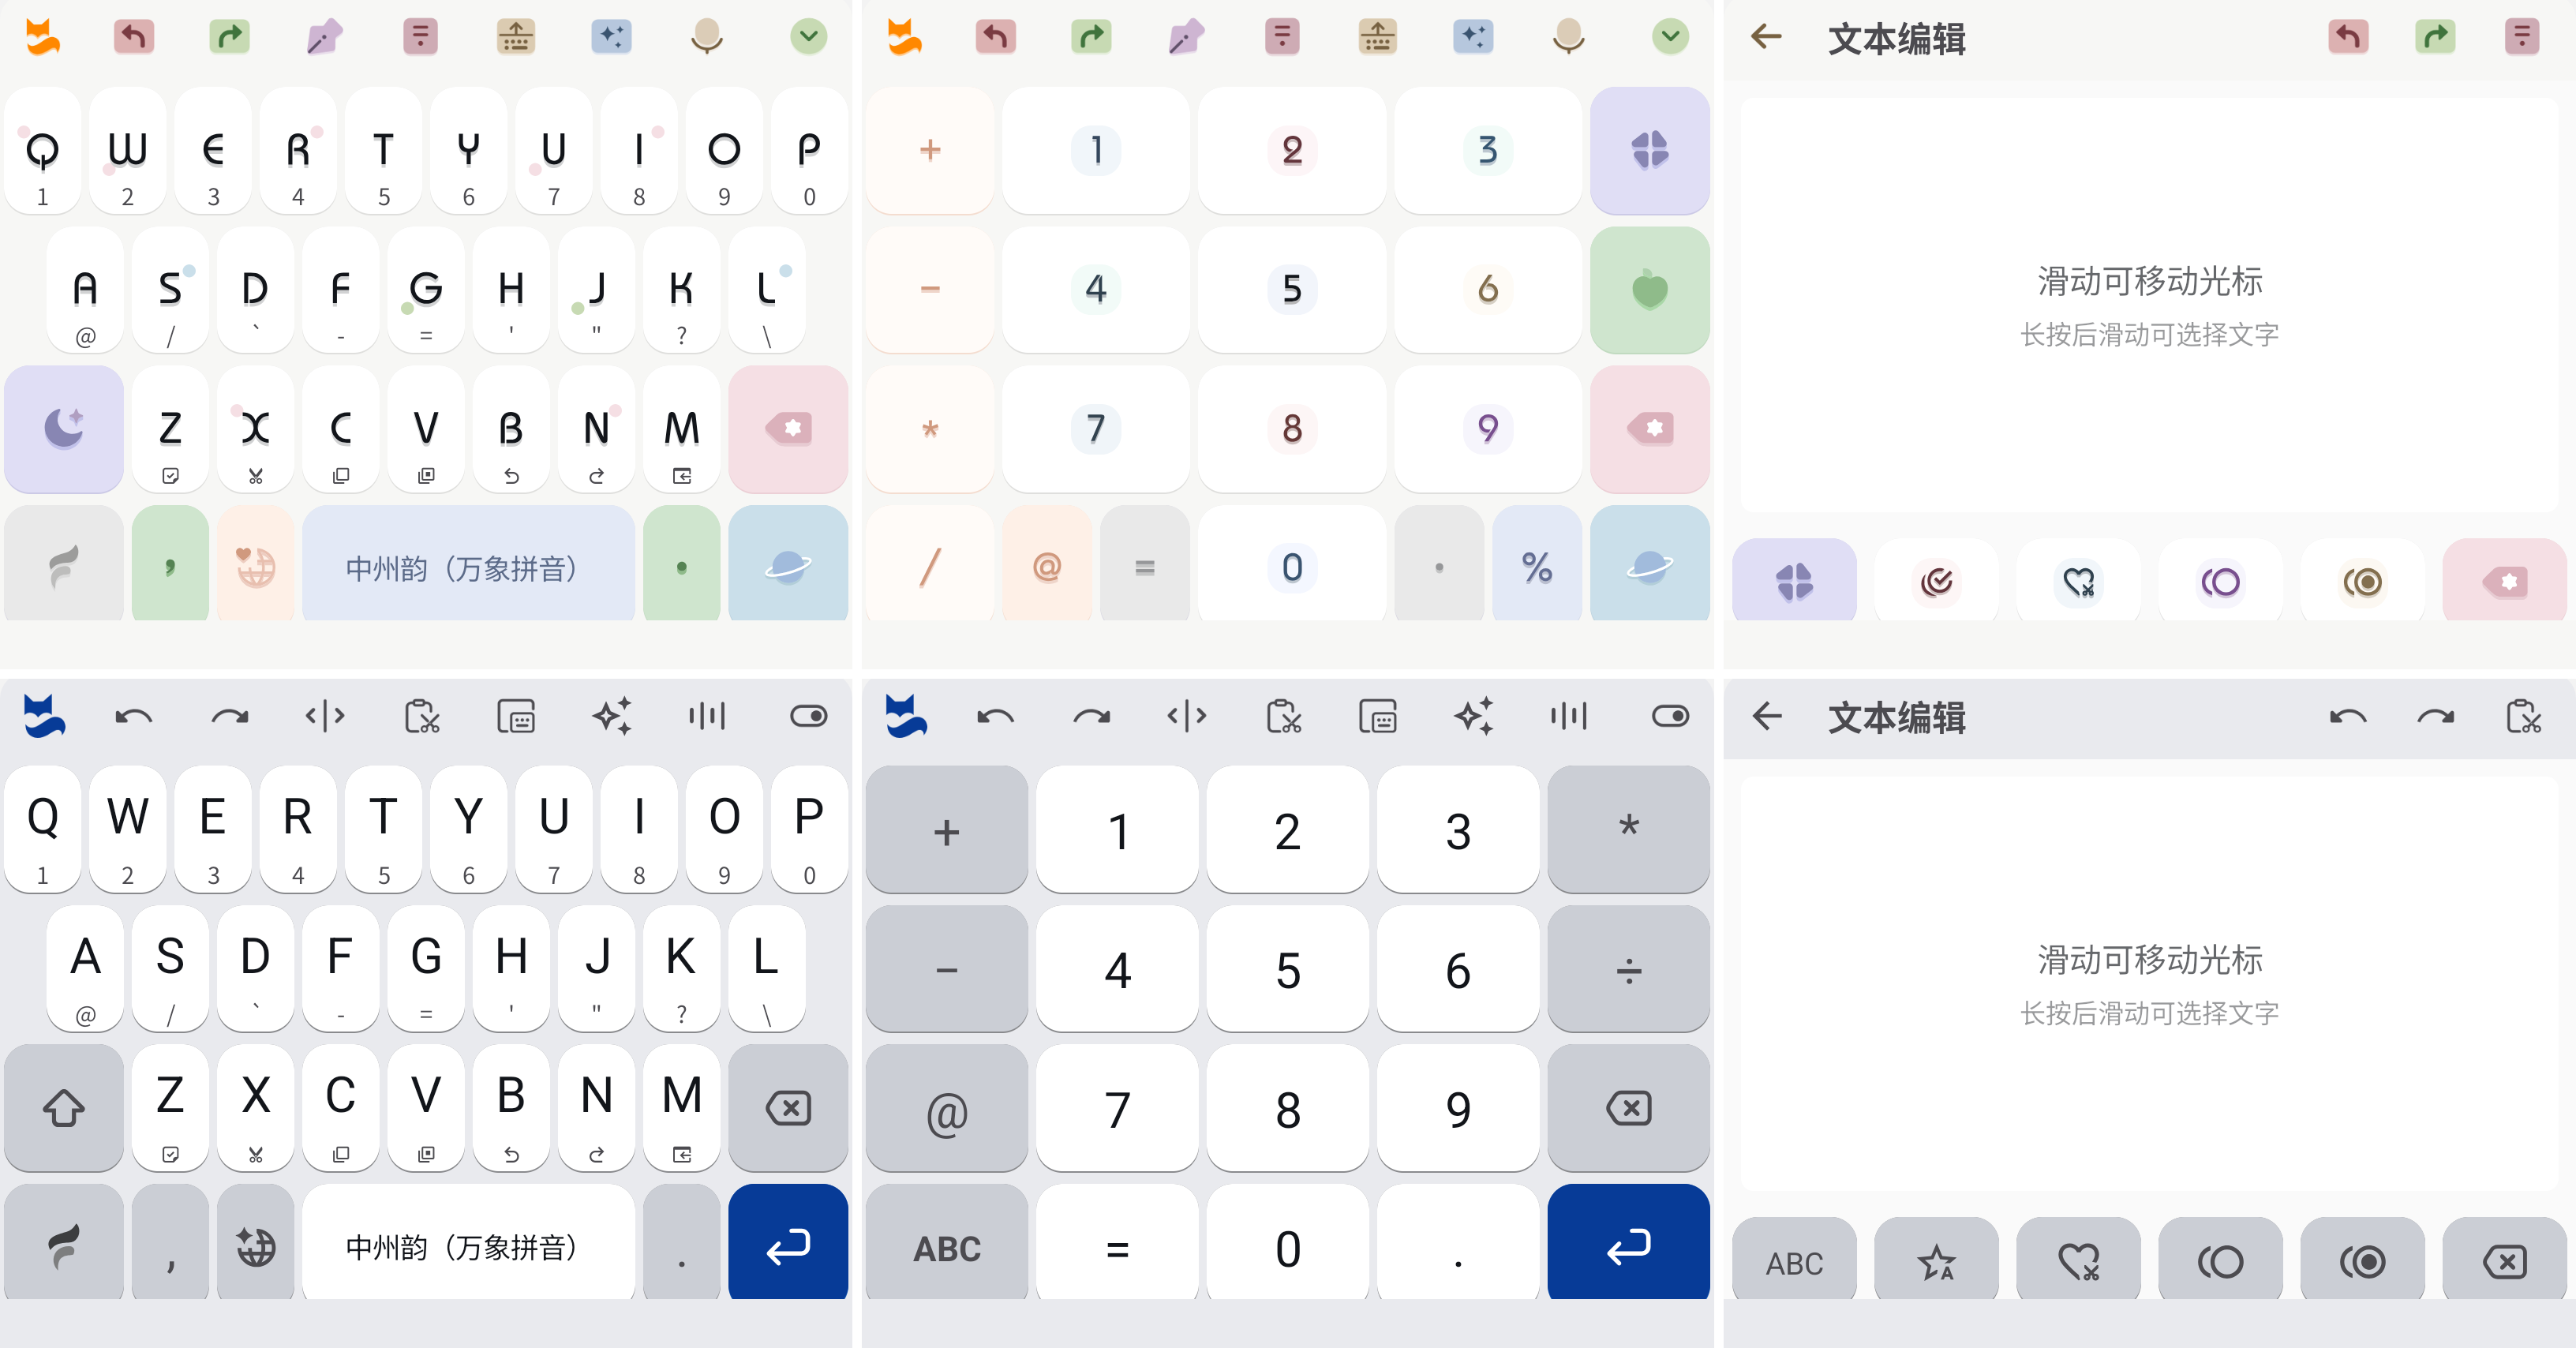 Q W E R T Y U I O P
1 2 3 4 5 6 7 8 9 0
A S D F G H J K L
@ / ` - = ' " ? \
Z X C V B N M
, 中州韵（万象拼音） .
+ 1 2 3
- 4 5 6
* 7 8 9
/ @ = 0 . %
文本编辑
滑动可移动光标
长按后滑动可选择文字
Q W E R T Y U I O P
1 2 3 4 5 6 7 8 9 0
A S D F G H J K L
@ / ` - = ' " ? \
Z X C V B N M
, 中州韵（万象拼音） .
+ 1 2 3 *
- 4 5 6 ÷
@ 7 8 9
ABC = 0 .
文本编辑
滑动可移动光标
长按后滑动可选择文字
ABC